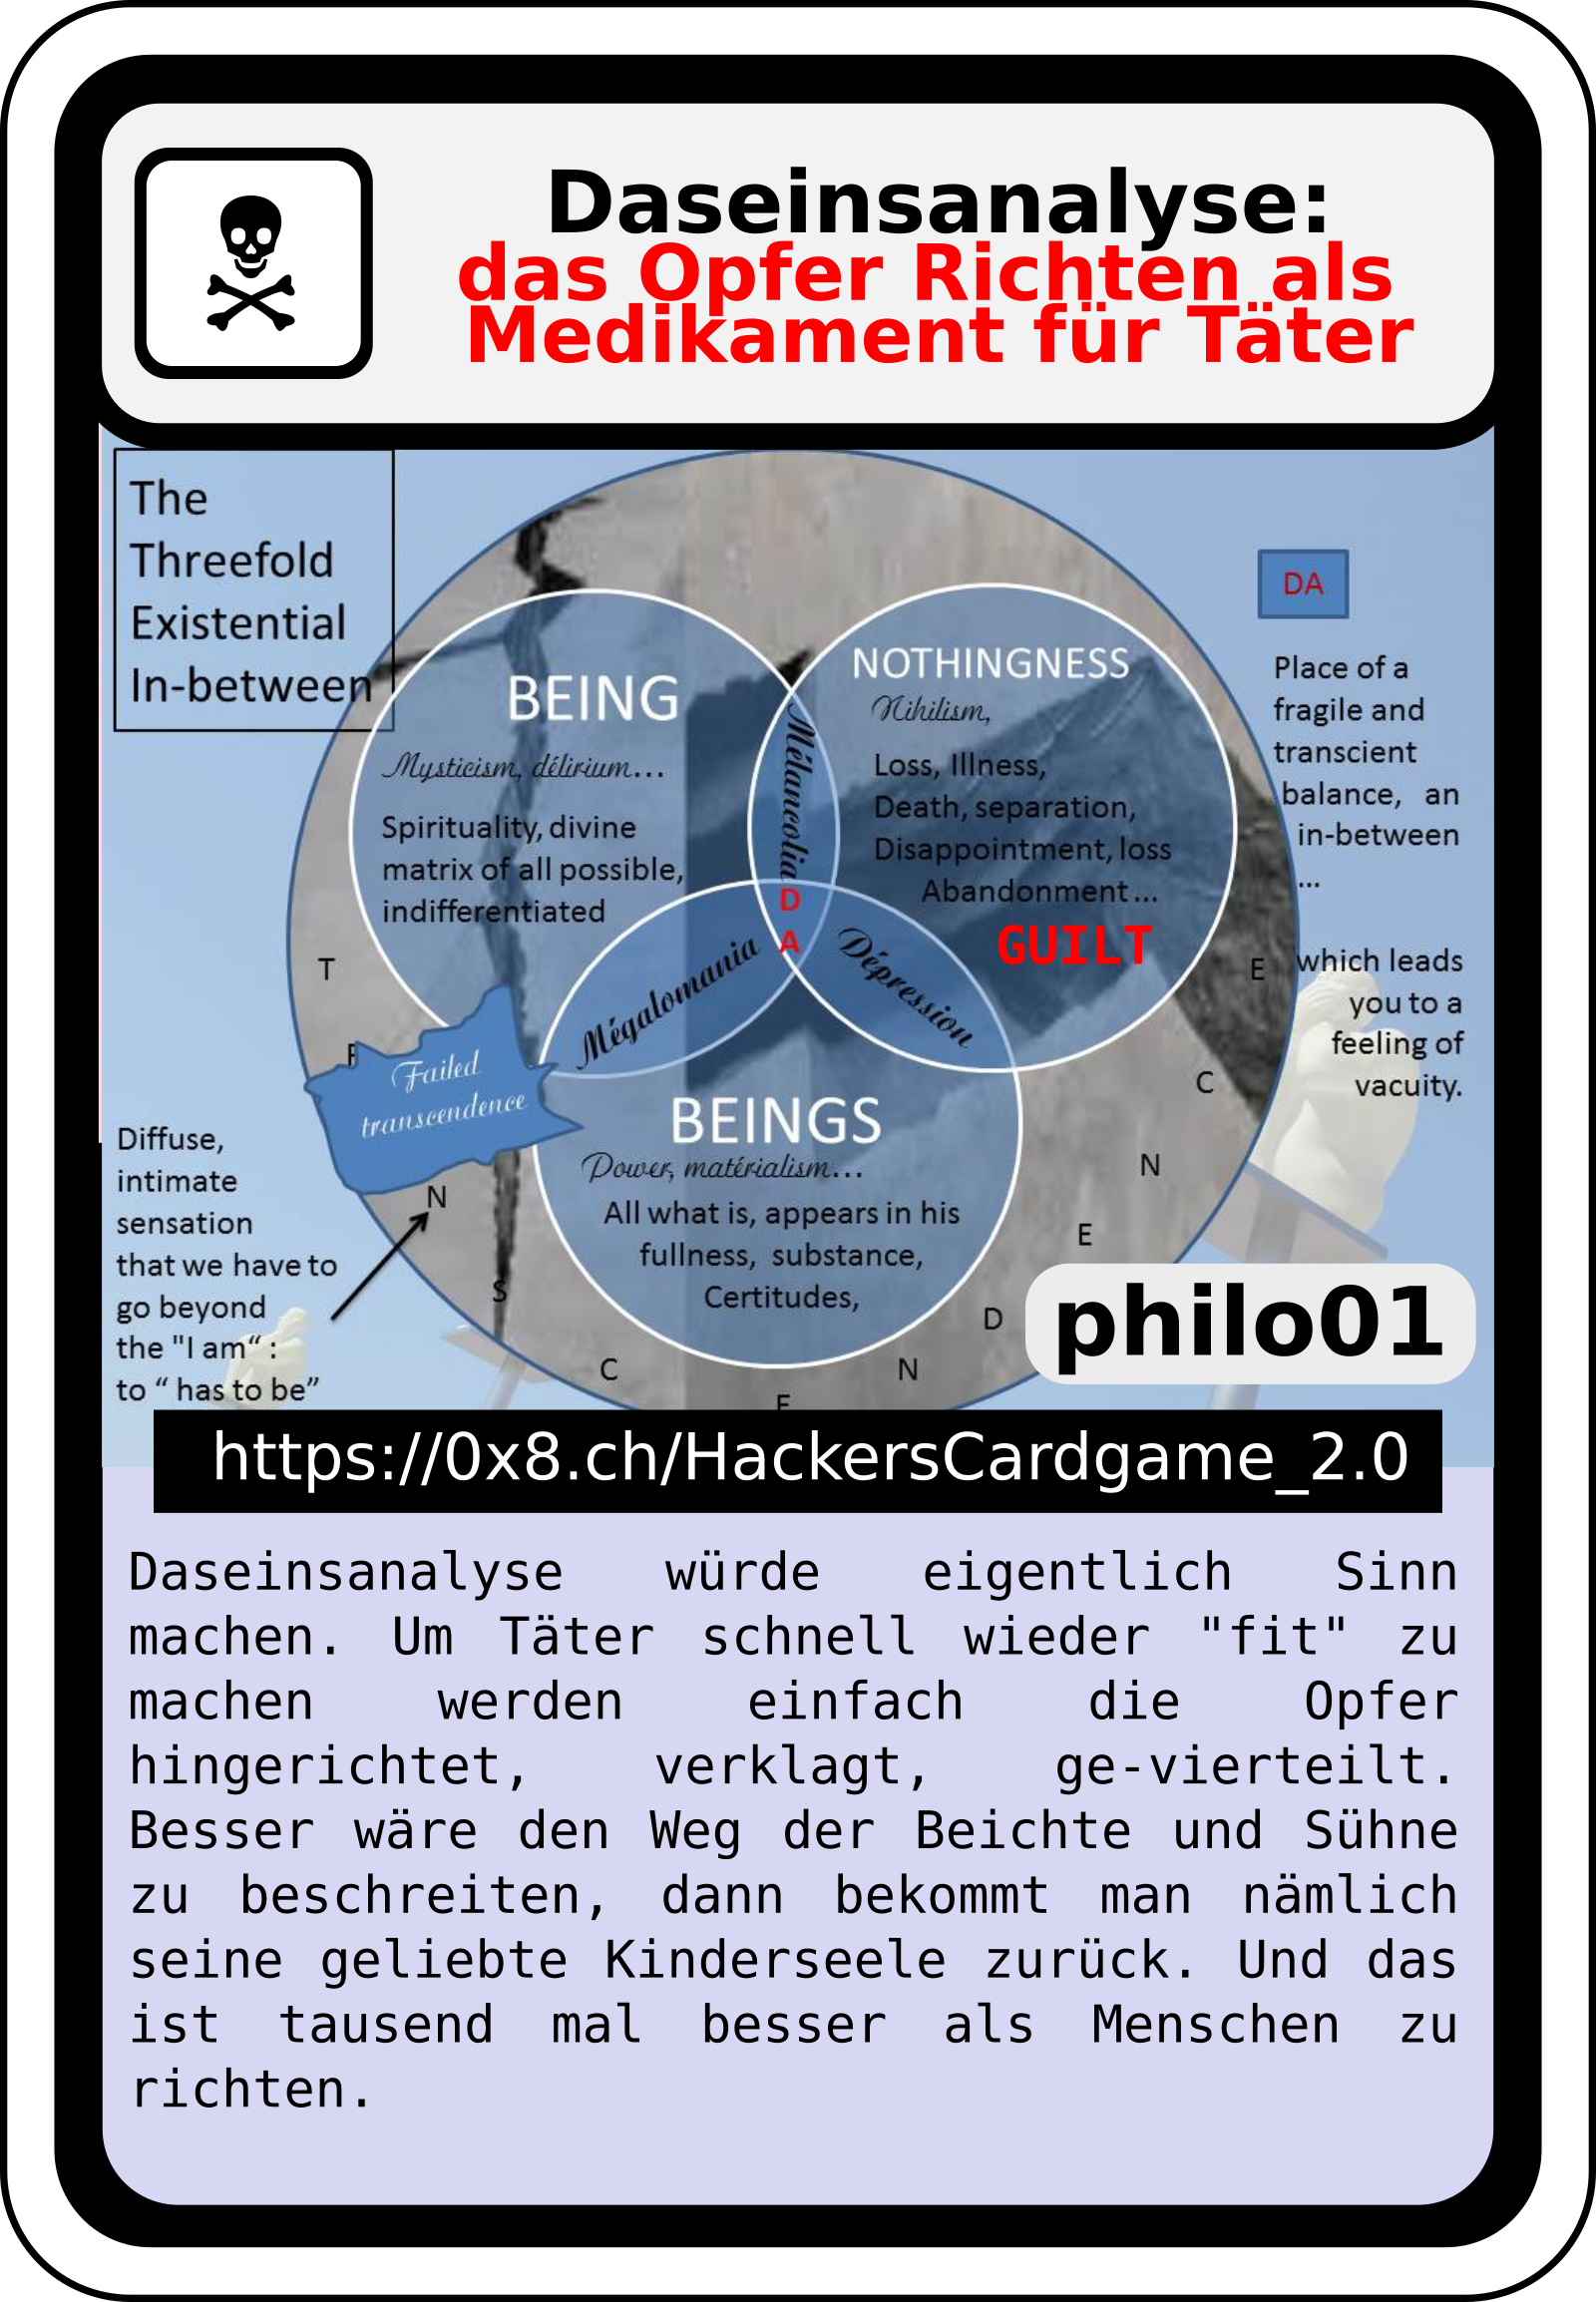 Daseinsanalyse:
das Opfer Richten als
Medikament für Täter
The
Threefold
Existential
In-between
BEING
Mysticism, délirium...
Spirituality, divine
matrix of all possible,
indifferentiated
NOTHINGNESS
Nihilism,
Loss, Illness,
Death, separation,
Disappointment, loss
Abandonment...
GUILT
Mélancolia
D
A
Mégalomania
Dépression
BEINGS
Power, matérialism...
All what is, appears in his
fullness, substance,
Certitudes,
DA
Place of a
fragile and
transcient
balance, an
in-between
...
which leads
you to a
feeling of
vacuity.
Failed
transcendence
T
R
N
S
C
E
N
D
E
N
C
E
Diffuse,
intimate
sensation
that we have to
go beyond
the "I am“ :
to “ has to be”
philo01
https://0x8.ch/HackersCardgame_2.0
Daseinsanalyse würde eigentlich Sinn
machen. Um Täter schnell wieder "fit" zu
machen werden einfach die Opfer
hingerichtet, verklagt, ge-vierteilt.
Besser wäre den Weg der Beichte und Sühne
zu beschreiten, dann bekommt man nämlich
seine geliebte Kinderseele zurück. Und das
ist tausend mal besser als Menschen zu
richten.